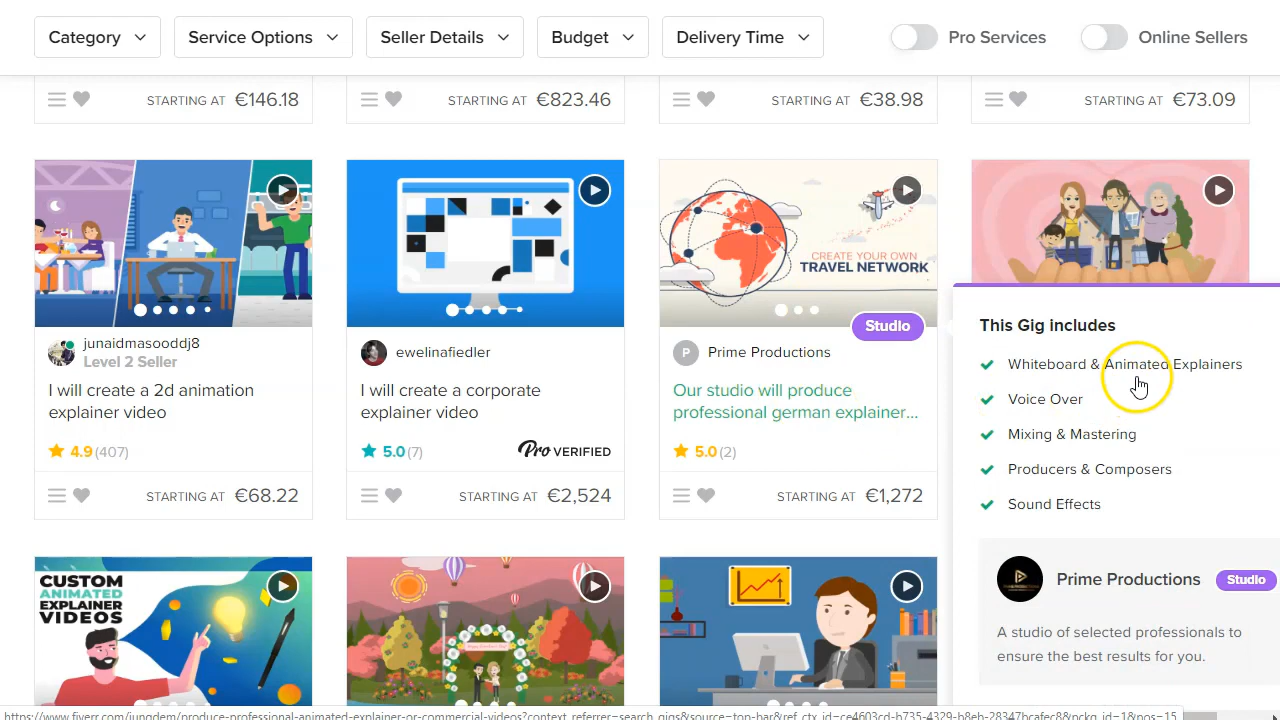 Category
Service Options
Seller Details
Budget
Delivery Time
Pro Services
Online Sellers
STARTING AT €146.18
STARTING AT €823.46
STARTING AT €38.98
STARTING AT €73.09
CREATE YOUR OWN
TRAVEL NETWORK
junaidmasooddj8
Level 2 Seller
I will create a 2d animation
explainer video
4.9 (407)
STARTING AT €68.22
ewelinafiedler
I will create a corporate
explainer video
5.0 (7)
Pro VERIFIED
STARTING AT €2,524
Studio
P Prime Productions
Our studio will produce
professional german explainer...
5.0 (2)
STARTING AT €1,272
This Gig includes
Whiteboard & Animated Explainers
Voice Over
Mixing & Mastering
Producers & Composers
Sound Effects
Prime Productions Studio
A studio of selected professionals to
ensure the best results for you.
CUSTOM
ANIMATED
EXPLAINER
VIDEOS